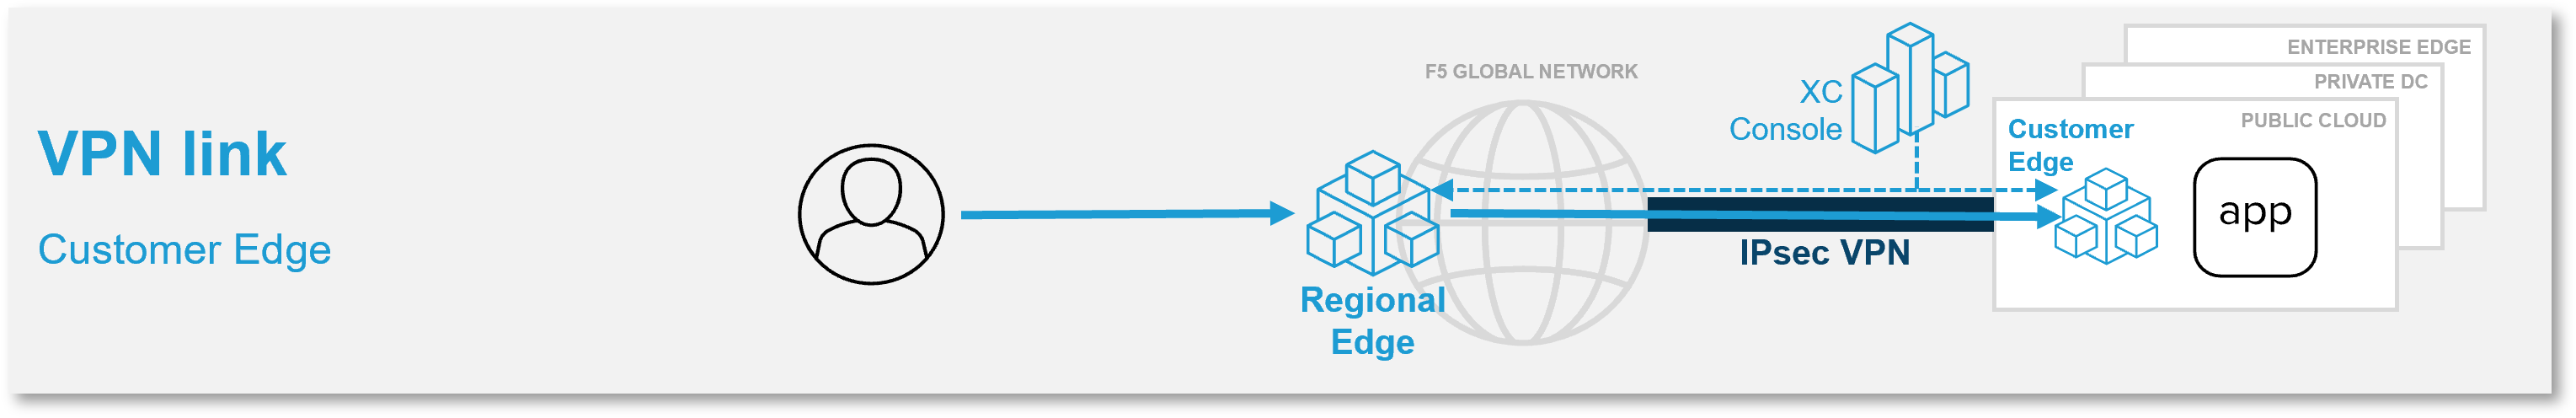 VPN link
Customer Edge
F5 GLOBAL NETWORK
Regional
Edge
XC
Console
IPsec VPN
ENTERPRISE EDGE
PRIVATE DC
PUBLIC CLOUD
Customer
Edge
app